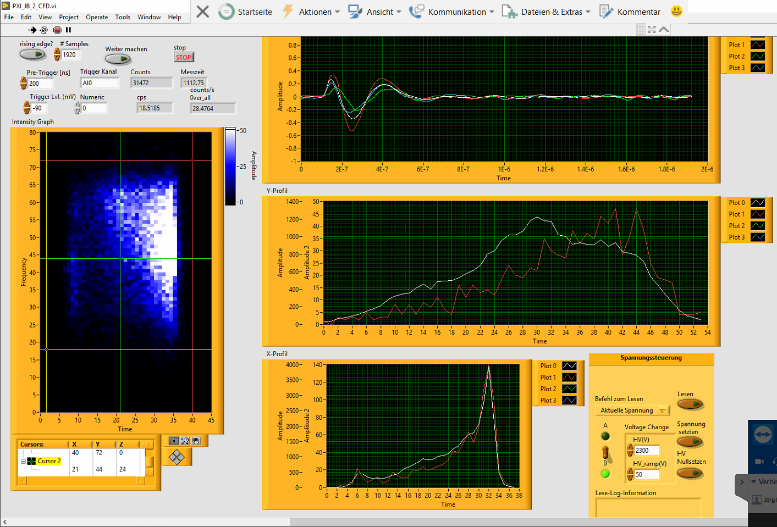 PXI_IB_2_CFD.vi
Startseite
Aktionen
Ansicht
Kommunikation
Dateien & Extras
Kommentar
File Edit View Project Operate Tools Window Help
rising edge?
# Samples
1920
Weiter machen
stop
STOP
Pre-Trigger [ns]
Trigger Kanal
Counts
Messzeit
200
AI0
31472
1112,75
counts/s
Trigger LvL (mV)
Numeric
cps
0ver_all
-90
0
18.5185
28.4764
Intensity Graph
80
75
70
65
60
55
50
45
40
35
30
25
20
15
10
5
0
Frequency
0 5 10 15 20 25 30 35 40 45
Time
-50
-25
-0
Amplitude
Cursors: X Y Z
40 72 0
Cursor 2
21 44 24
0.8
0.6
0.4
0.2
0
-0.2
-0.4
-0.6
-0.8
-1
Amplitude
0 2E-7 4E-7 6E-7 8E-7 1E-6 1.2E-6 1.4E-6 1.6E-6 1.8E-6 2E-6
Time
Plot 1
Plot 2
Plot 3
Y-Profil
1400
1200
1000
800
600
400
200
0
Amplitude
50
45
40
35
30
25
20
15
10
5
0
Amplitude 2
0 2 4 6 8 10 12 14 16 18 20 22 24 26 28 30 32 34 36 38 40 42 44 46 48 50 52 54
Time
Plot 0
Plot 1
Plot 2
Plot 3
X-Profil
4000
3500
3000
2500
2000
1500
1000
500
0
Amplitude
140
120
100
80
60
40
20
0
Amplitude 2
0 2 4 6 8 10 12 14 16 18 20 22 24 26 28 30 32 34 36 38
Time
Plot 0
Plot 1
Plot 2
Plot 3
Spannungssteuerung
Befehl zum Lesen
Aktuelle Spannung
Lesen
A
B
Voltage Change
HV(V)
2300
HV_ramp(V)
50
Spannung
setztan
HV
Nullsetzen
Lese-Log-Information